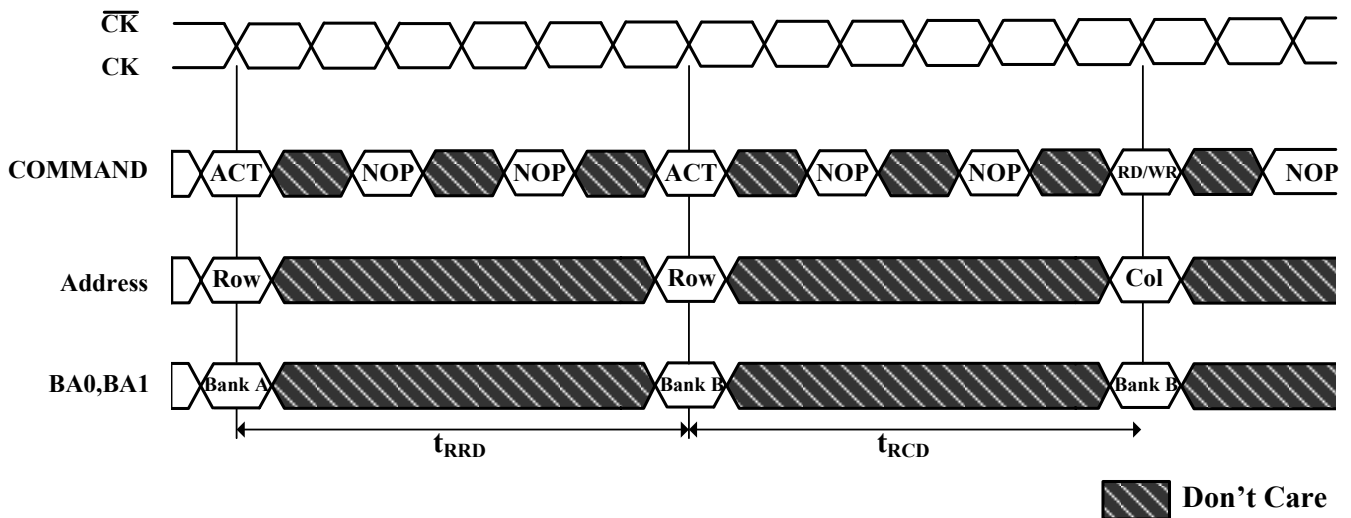 C̅K̅
CK
COMMAND ACT NOP NOP ACT NOP NOP RD/WR NOP
Address Row Row Col
BA0,BA1 Bank A Bank B Bank B
tRRD tRCD
Don't Care